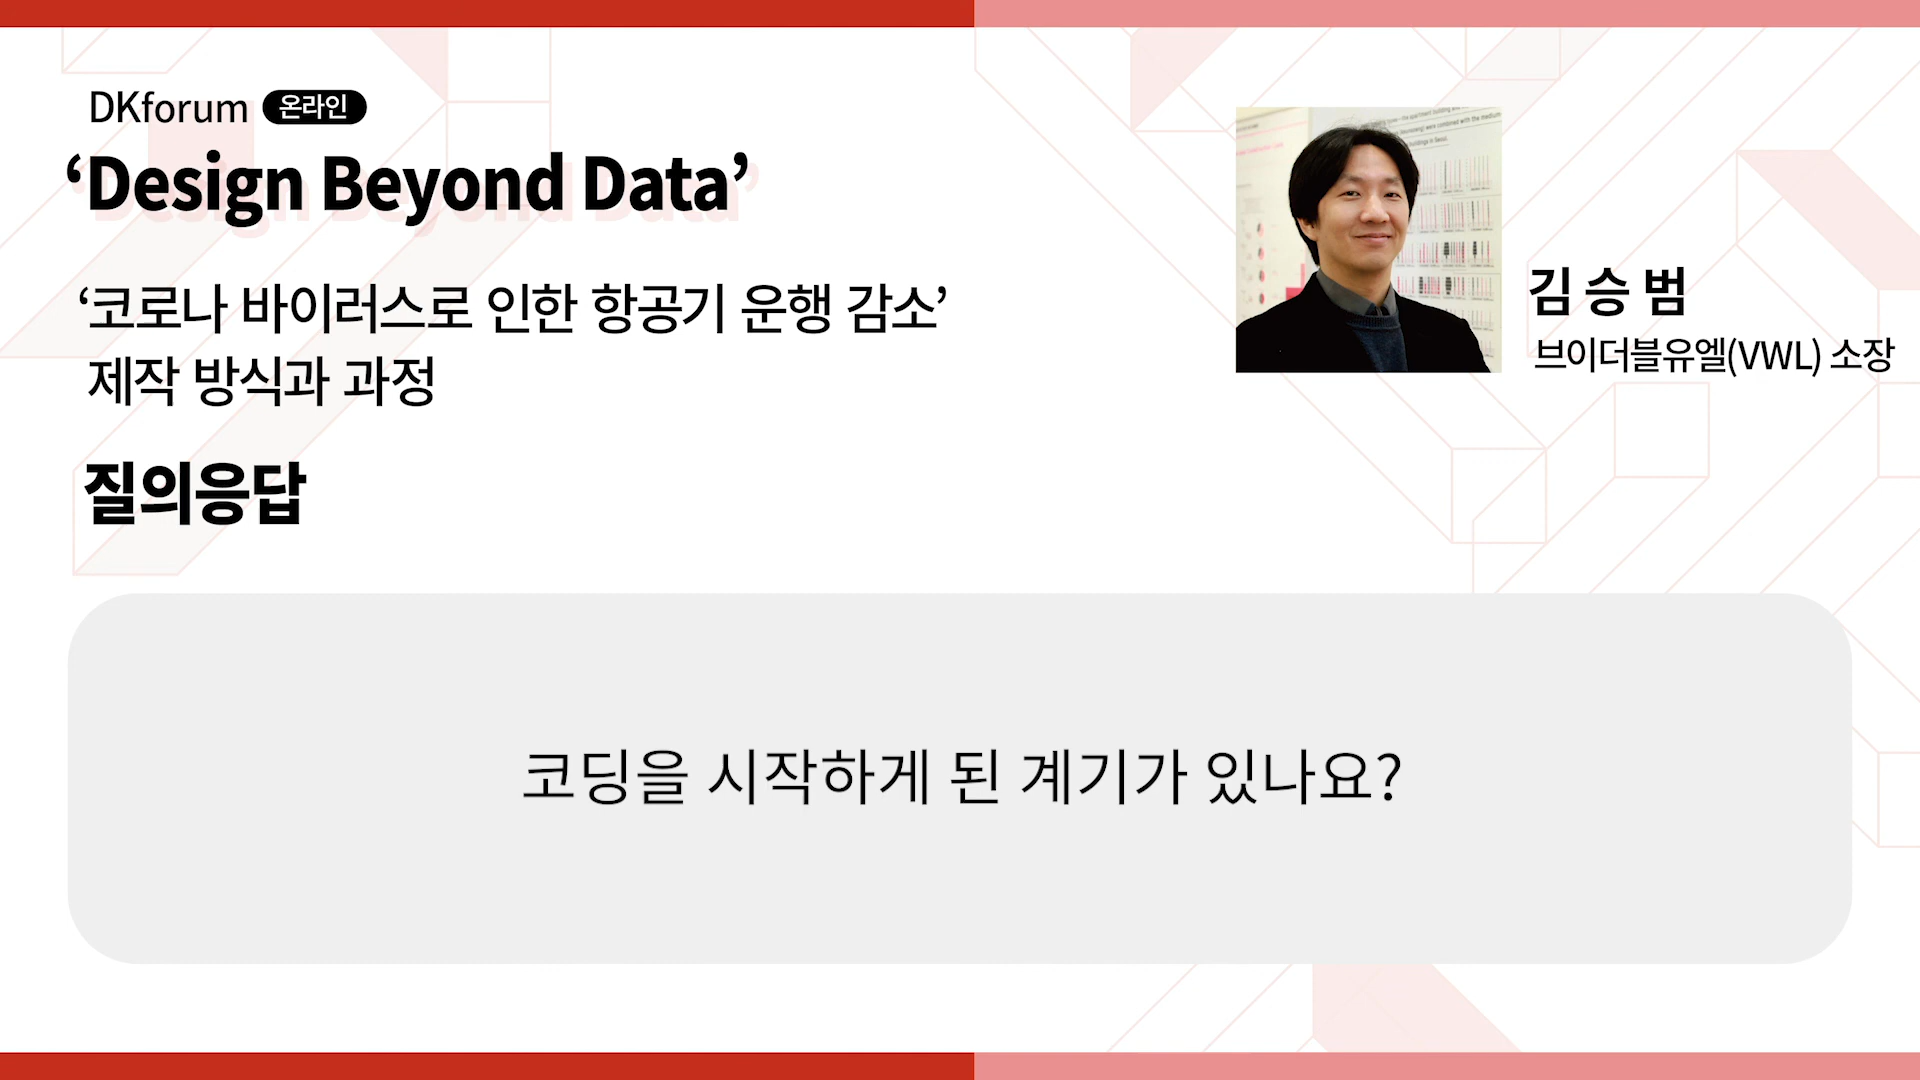 DKforum 온라인
‘Design Beyond Data’
‘코로나 바이러스로 인한 항공기 운행 감소’
제작 방식과 과정
김승범
브이더블유엘(VWL) 소장
질의응답
코딩을 시작하게 된 계기가 있나요?